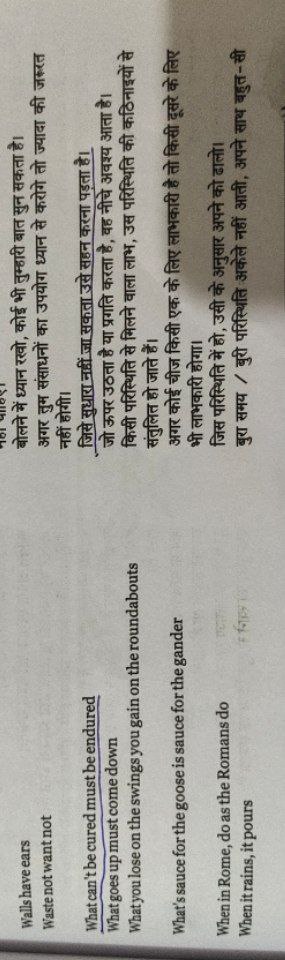 Walls have ears
Waste not want not
What can't be cured must be endured
What goes up must come down
What you lose on the swings you gain on the roundabouts
What's sauce for the goose is sauce for the gander
When in Rome, do as the Romans do
When it rains, it pours
नहीं चाहिए।
बोलने में ध्यान रखो, कोई भी तुम्हारी बात सुन सकता है।
अगर तुम संसाधनों का उपयोग ध्यान से करोगे तो ज्यादा की जरूरत
नहीं होगी।
जिसे सुधारा नहीं जा सकता उसे सहन करना पड़ता है।
जो ऊपर उठता है या प्रगति करता है, वह नीचे अवश्य आता है।
किसी परिस्थिति से मिलने वाला लाभ, उस परिस्थिति की कठिनाइयों से
संतुलित हो जाते हैं।
अगर कोई चीज किसी एक के लिए लाभकारी है तो किसी दूसरे के लिए
भी लाभकारी होगा।
जिस परिस्थिति में हो, उसी के अनुसार अपने को ढालो।
बुरा समय / बुरी परिस्थिति अकेले नहीं आती, अपने साथ बहुत-सी